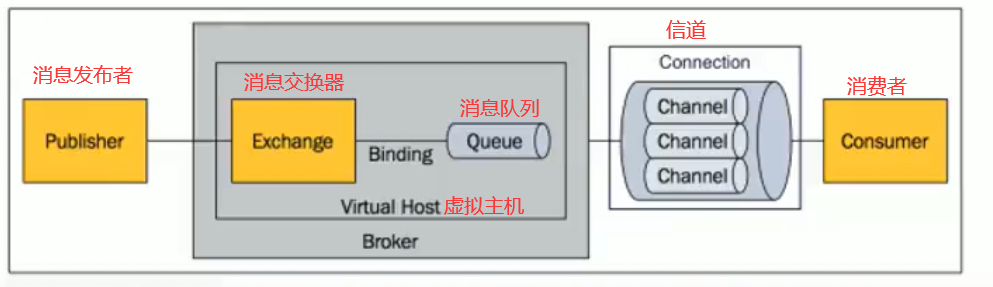 信道
消息发布者
消息交换器
Connection
消费者
消息队列
Channel
Publisher
Exchange
Binding
Queue
Channel
Consumer
Channel
Virtual Host 虚拟主机
Broker